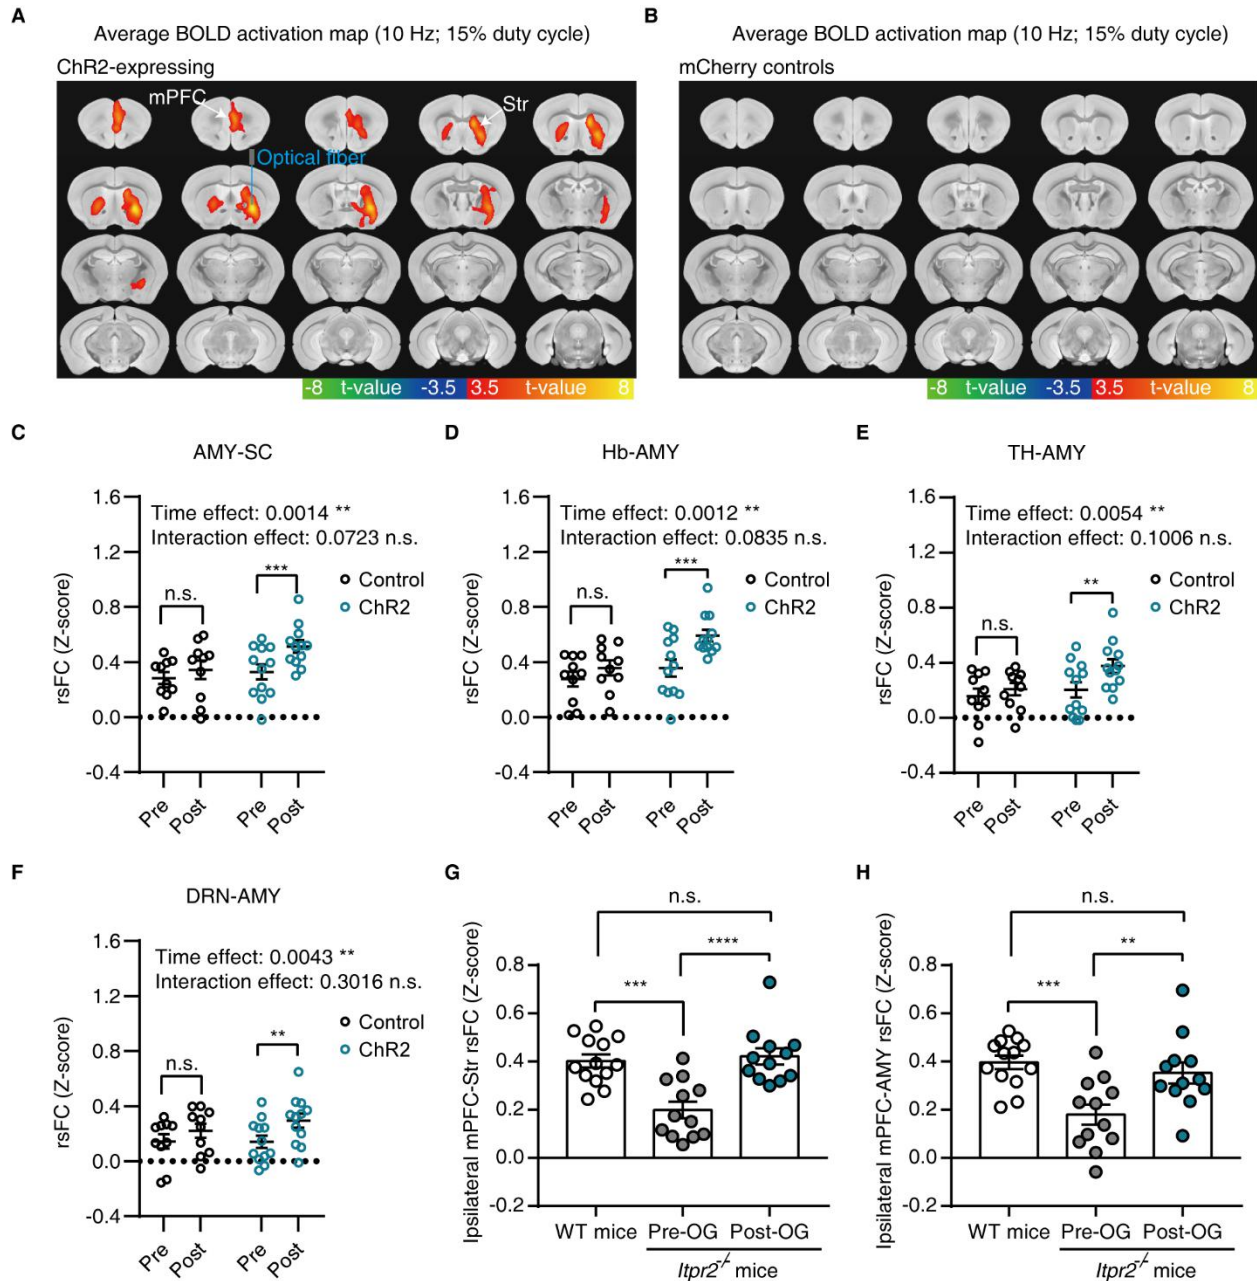 A
Average BOLD activation map (10 Hz; 15% duty cycle)
ChR2-expressing
mPFC
Str
Optical fiber
-8 t-value -3.5 3.5 t-value 8
B
Average BOLD activation map (10 Hz; 15% duty cycle)
mCherry controls
-8 t-value -3.5 3.5 t-value 8
C
AMY-SC
rsFC (Z-score)
1.6
1.2
0.8
0.4
0.0
-0.4
Time effect: 0.0014 **
Interaction effect: 0.0723 n.s.
Control
ChR2
n.s.
***
Pre
Post
Pre
Post
D
Hb-AMY
rsFC (Z-score)
1.6
1.2
0.8
0.4
0.0
-0.4
Time effect: 0.0012 **
Interaction effect: 0.0835 n.s.
Control
ChR2
n.s.
***
Pre
Post
Pre
Post
E
TH-AMY
rsFC (Z-score)
1.6
1.2
0.8
0.4
0.0
-0.4
Time effect: 0.0054 **
Interaction effect: 0.1006 n.s.
Control
ChR2
n.s.
**
Pre
Post
Pre
Post
F
DRN-AMY
rsFC (Z-score)
1.6
1.2
0.8
0.4
0.0
-0.4
Time effect: 0.0043 **
Interaction effect: 0.3016 n.s.
Control
ChR2
n.s.
**
Pre
Post
Pre
Post
G
Ipsilateral mPFC-Str rsFC (Z-score)
0.8
0.6
0.4
0.2
0.0
-0.2
n.s.
****
***
WT mice
Pre-OG
Post-OG
Itpr2-/- mice
H
Ipsilateral mPFC-AMY rsFC (Z-score)
0.8
0.6
0.4
0.2
0.0
-0.2
n.s.
**
***
WT mice
Pre-OG
Post-OG
Itpr2-/- mice